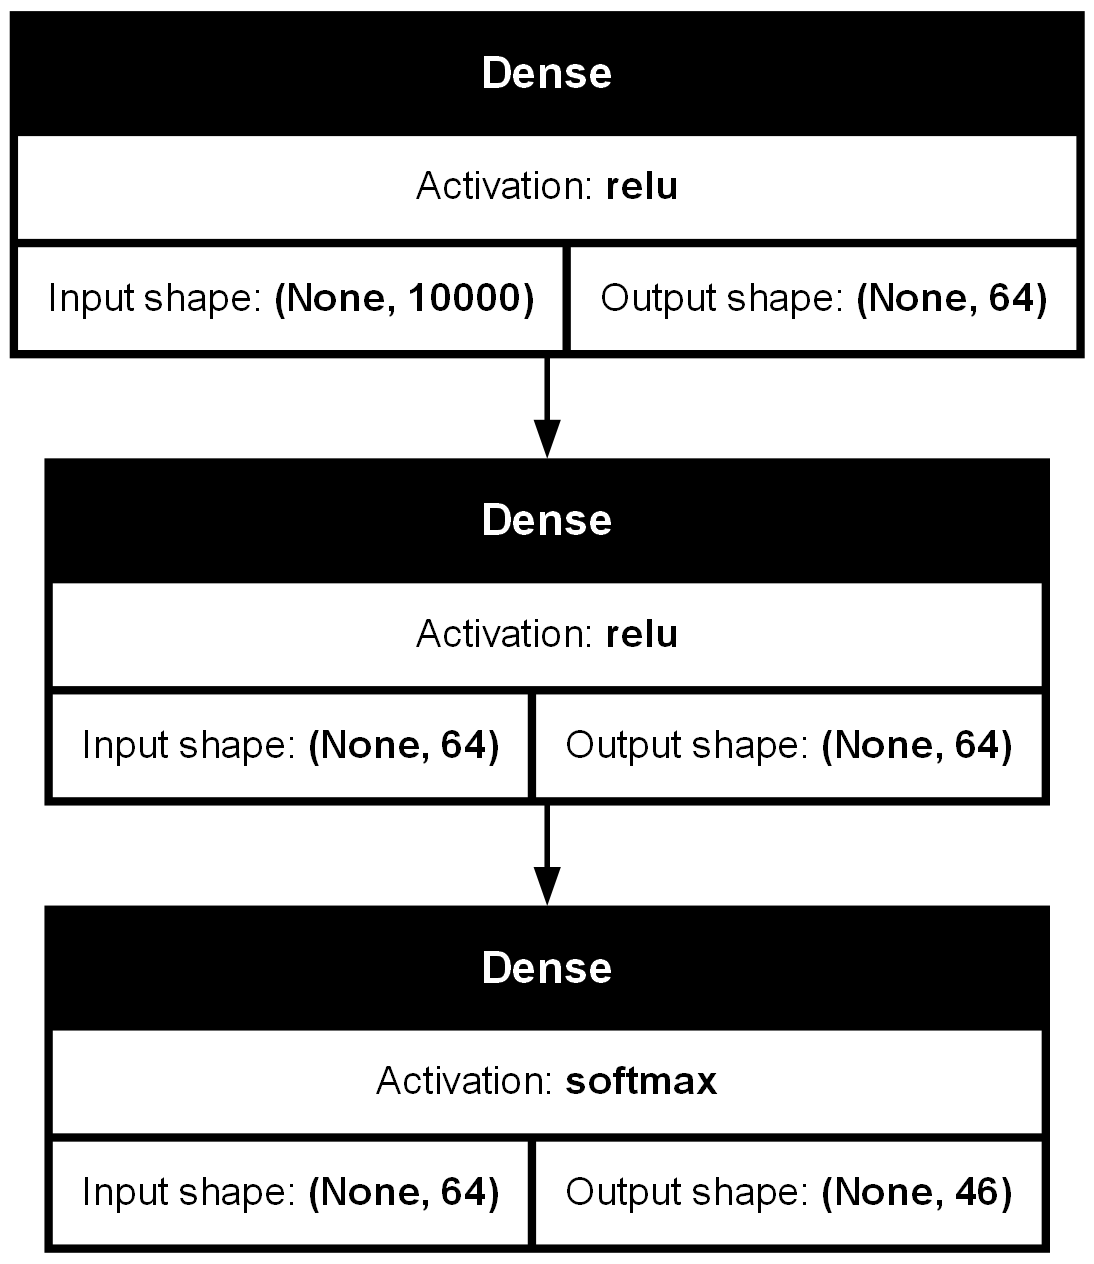 Dense
Activation: relu
Input shape: (None, 10000)
Output shape: (None, 64)
Dense
Activation: relu
Input shape: (None, 64)
Output shape: (None, 64)
Dense
Activation: softmax
Input shape: (None, 64)
Output shape: (None, 46)